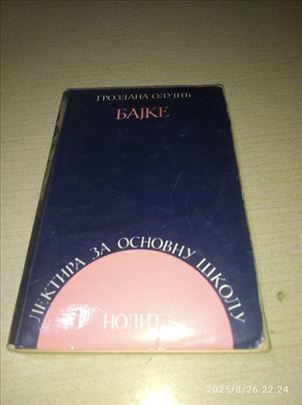 ГРОЗДАНА ОЛУЈИЋ
БАЈКЕ
ЛЕКТИРА ЗА ОСНОВНУ ШКОЛУ
НОЛИТ
2025/8/26 22:24